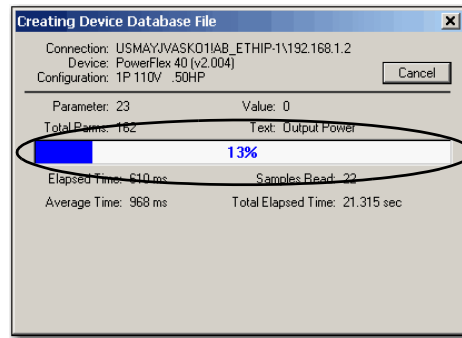 Creating Device Database File
Connection: USMAYJVASKO1!AB_ETHIP-1\192.168.1.2
Device: PowerFlex 40 (v2.004)
Configuration: 1P 110V .50HP
Cancel
Parameter: 23 Value: 0
Total Parms: 162 Text: Output Power
13%
Elapsed Time: 610 ms Samples Read: 22
Average Time: 968 ms Total Elapsed Time: 21.315 sec